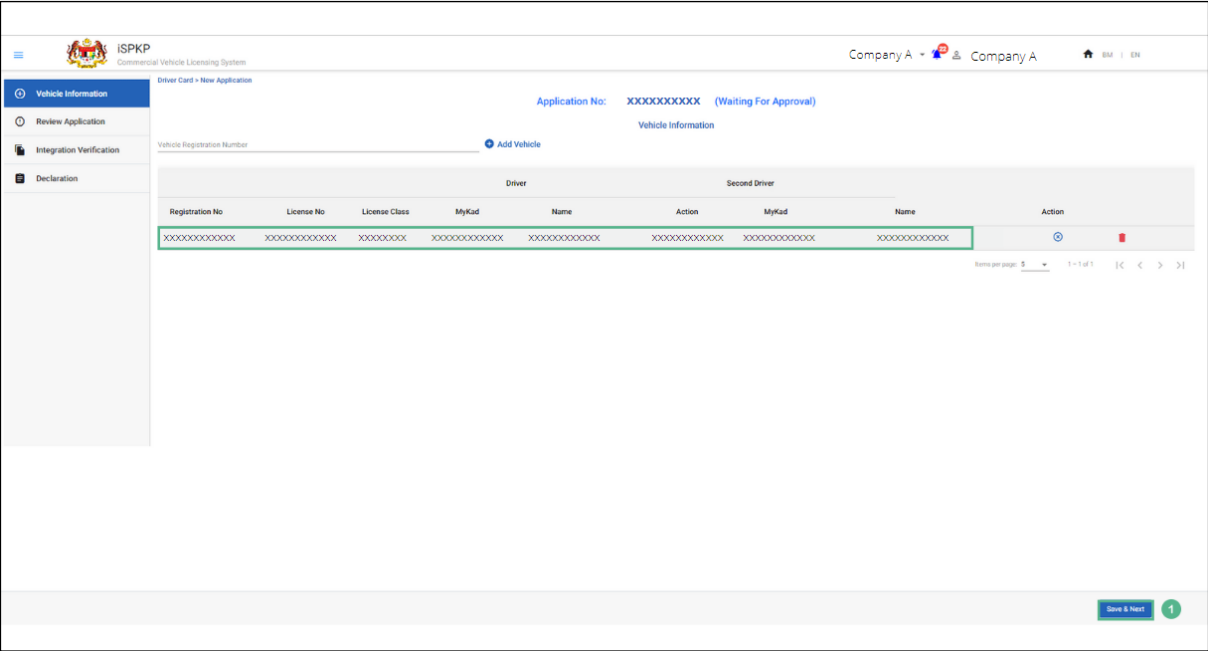 iSPKP
Commercial Vehicle Licensing System
Company A
22
Company A
BM | EN
Vehicle Information
Review Application
Integration Verification
Declaration
Driver Card > New Application
Application No: XXXXXXXXXX (Waiting For Approval)
Vehicle Information
Vehicle Registration Number
Add Vehicle
Driver Second Driver
Registration No License No License Class MyKad Name Action MyKad Name Action
XXXXXXXXXXXX XXXXXXXXXXXX XXXXXXXX XXXXXXXXXXXX XXXXXXXXXXXX XXXXXXXXXXXX XXXXXXXXXXXX XXXXXXXXXXXX
Items per page: 5 1 – 1 of 1
Save & Next 1